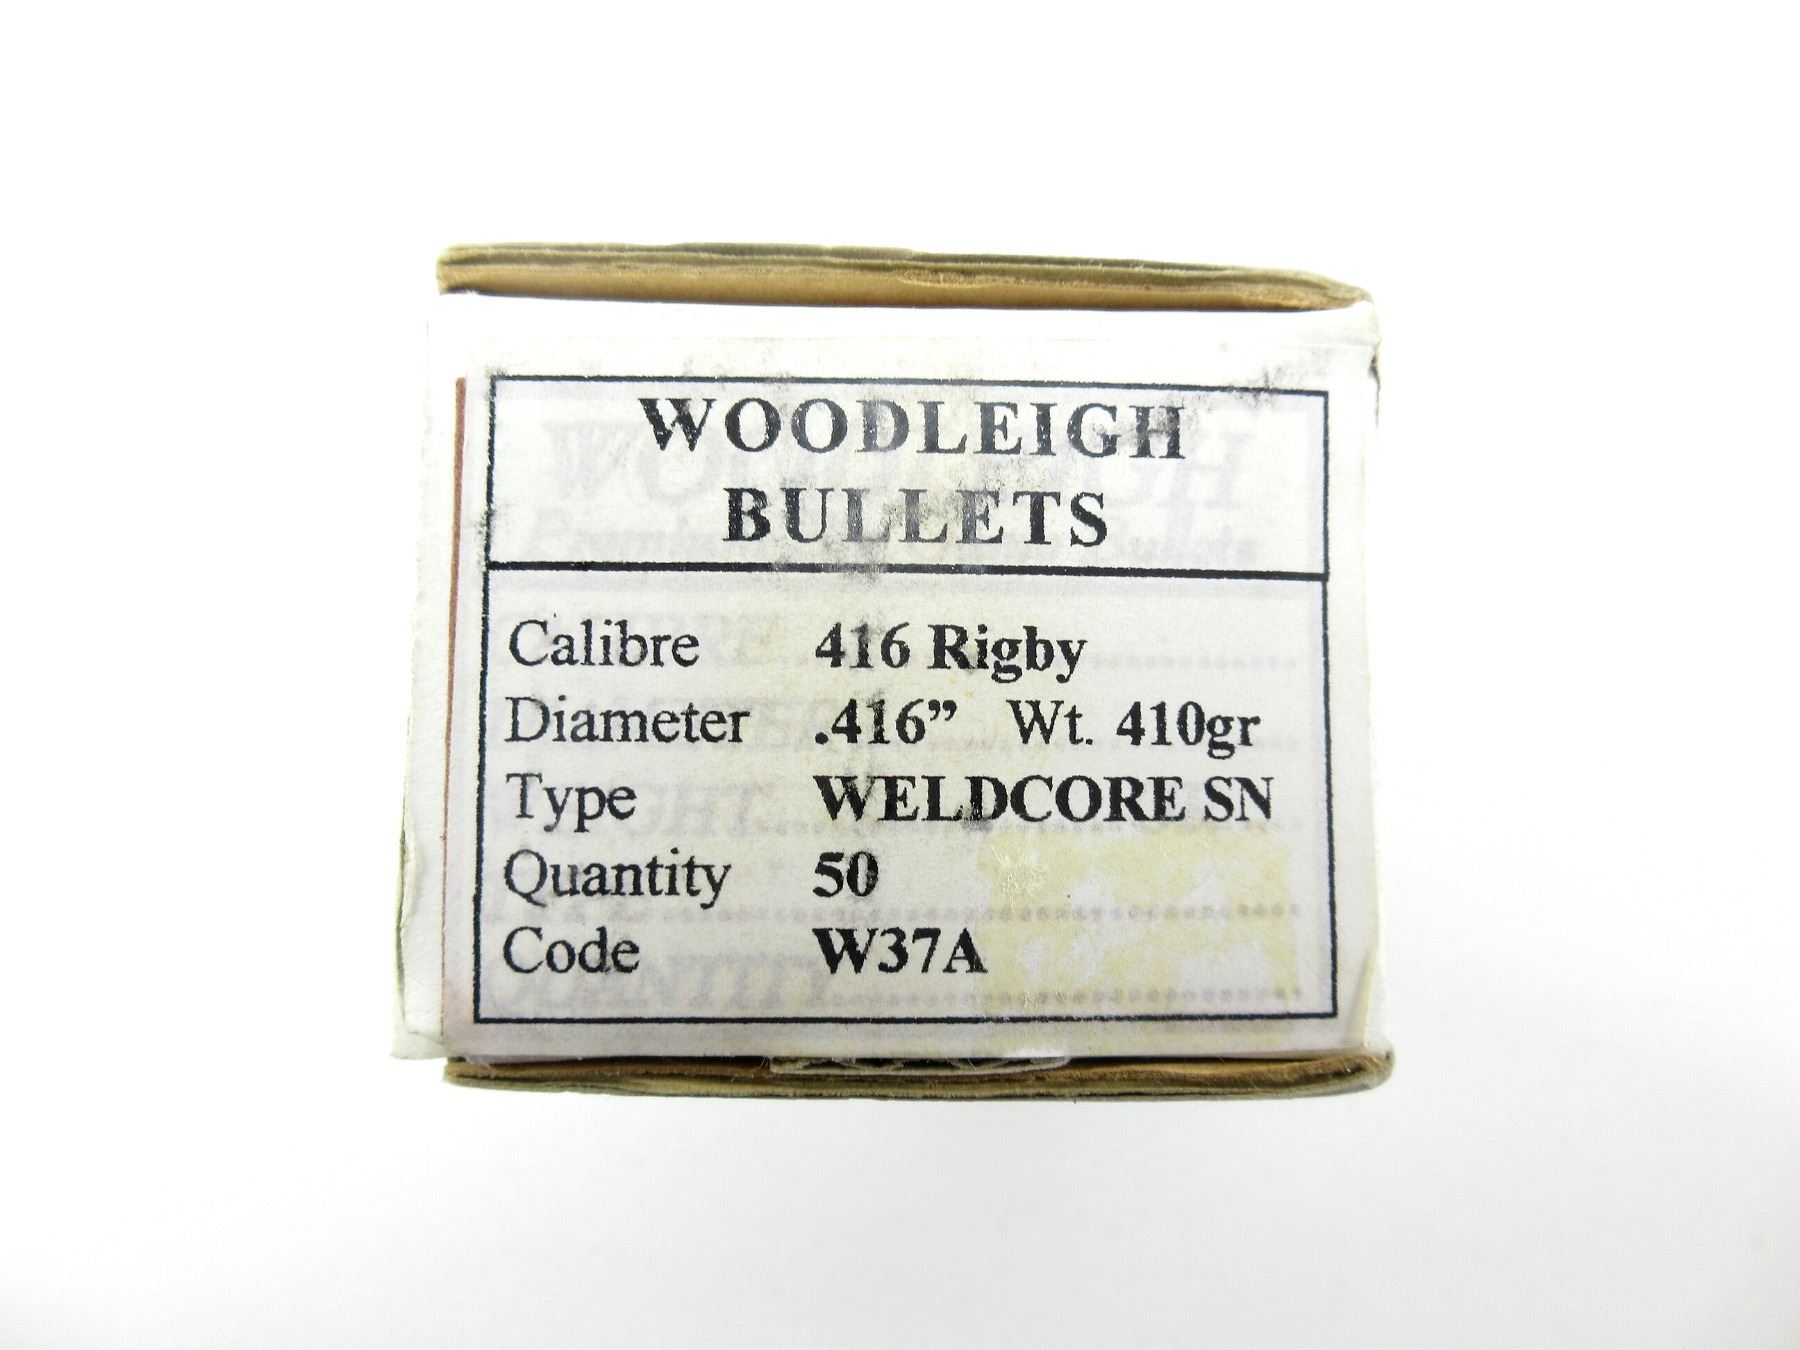 WOODLEIGH
BULLETS
Calibre 416 Rigby
Diameter .416” Wt. 410gr
Type WELDCORE SN
Quantity 50
Code W37A